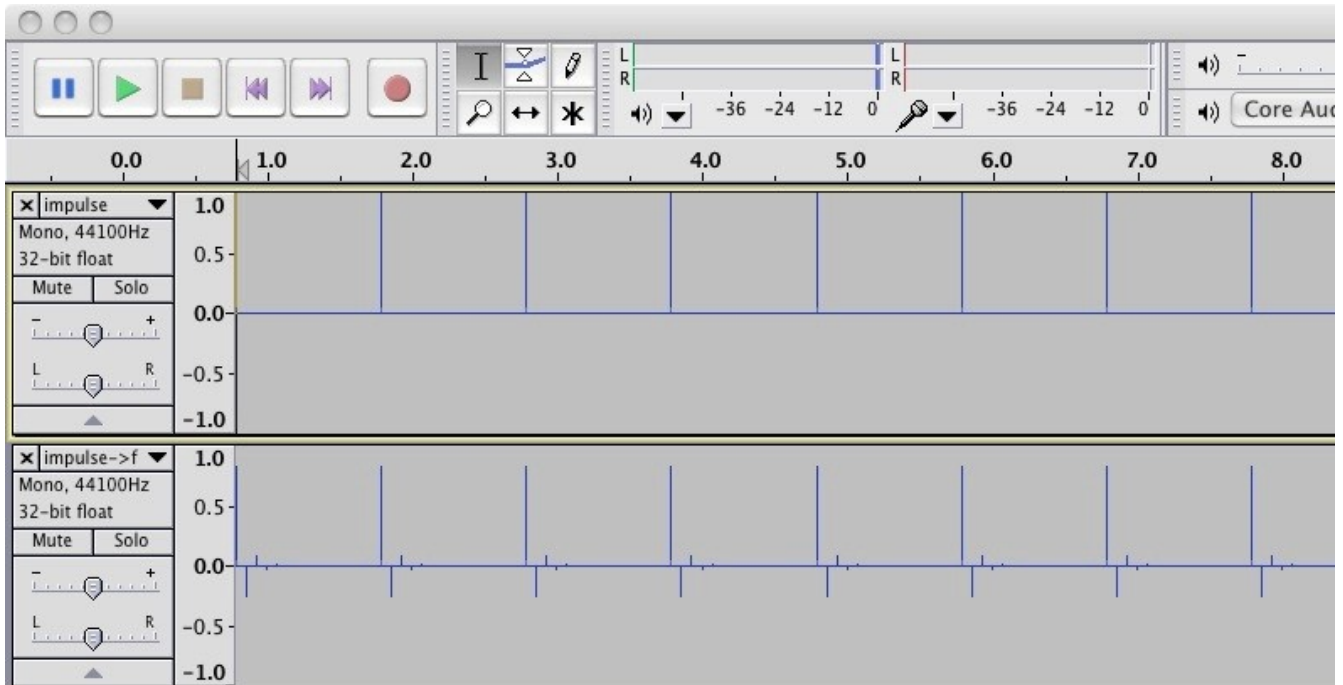 L L
R R
-36 -24 -12 0 -36 -24 -12 0 Core Aud
0.0 1.0 2.0 3.0 4.0 5.0 6.0 7.0 8.0
× impulse 1.0
Mono, 44100Hz
32-bit float 0.5
Mute Solo
- + 0.0
L R -0.5
-1.0
× impulse->f 1.0
Mono, 44100Hz
32-bit float 0.5
Mute Solo
- + 0.0
L R -0.5
-1.0